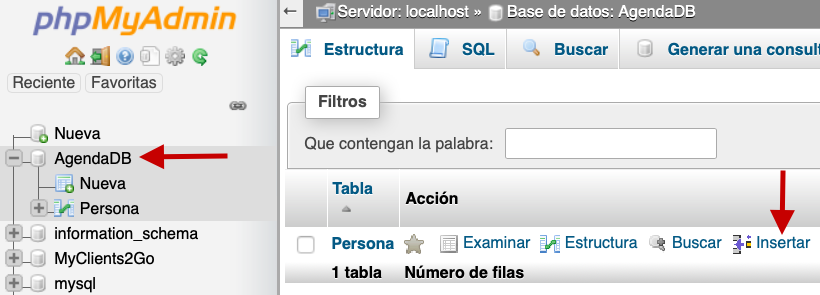 phpMyAdmin
Reciente Favoritas
Nueva
AgendaDB
Nueva
Persona
information_schema
MyClients2Go
mysql
Servidor: localhost » Base de datos: AgendaDB
Estructura SQL Buscar Generar una consult
Filtros
Que contengan la palabra:
Tabla Acción
Persona Examinar Estructura Buscar Insertar
1 tabla Número de filas